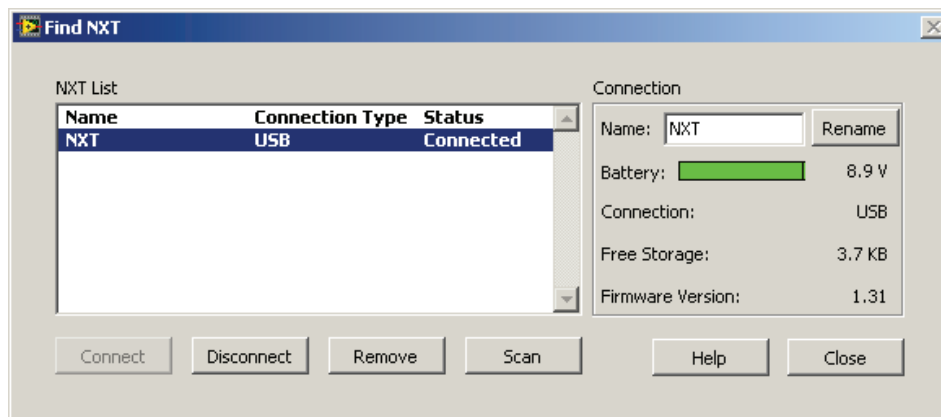 Find NXT
NXT List
Name Connection Type Status
NXT USB Connected
Connect Disconnect Remove Scan
Connection
Name: NXT Rename
Battery: 8.9 V
Connection: USB
Free Storage: 3.7 KB
Firmware Version: 1.31
Help Close